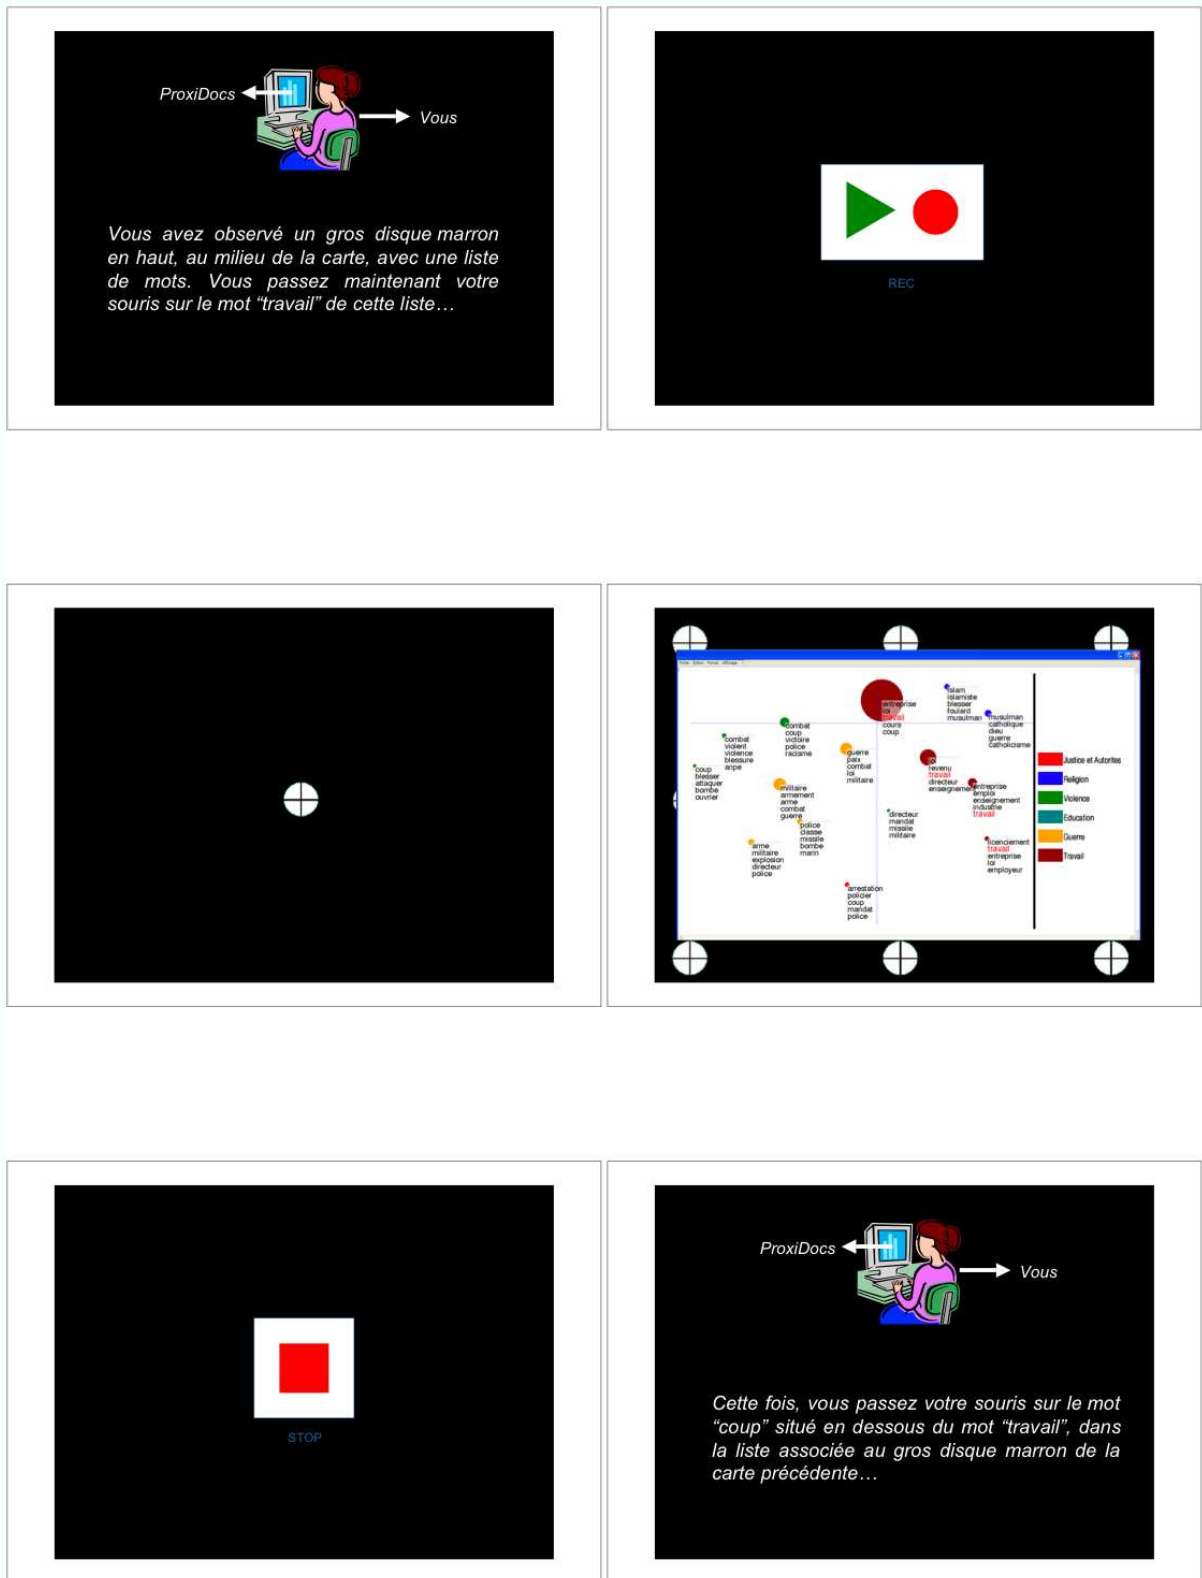 ProxiDocs
Vous
Vous avez observé un gros disque marron
en haut, au milieu de la carte, avec une liste
de mots. Vous passez maintenant votre
souris sur le mot “travail” de cette liste…
REC
islam
islamiste
blesser
foulard
musulman
entreprise
loi
travail
cours
coup
musulman
catholique
dieu
guerre
catholicisme
combat
coup
victoire
police
racisme
combat
violent
violence
blessure
guerre
paix
combat
loi
militaire
loi
revenu
travail
directeur
enseignement
coup
blesser
attaquer
bombe
ouvrier
militaire
armement
arme
combat
guerre
entreprise
emploi
enseignement
industrie
travail
directeur
mandat
missile
militaire
police
classe
missile
bombe
marin
arme
militaire
explosion
directeur
police
licenciement
travail
entreprise
loi
employeur
arrestation
policier
coup
mandat
police
Justice et Autorites
Religion
Violence
Education
Guerre
Travail
STOP
ProxiDocs
Vous
Cette fois, vous passez votre souris sur le mot
“coup” situé en dessous du mot “travail”, dans
la liste associée au gros disque marron de la
carte précédente…